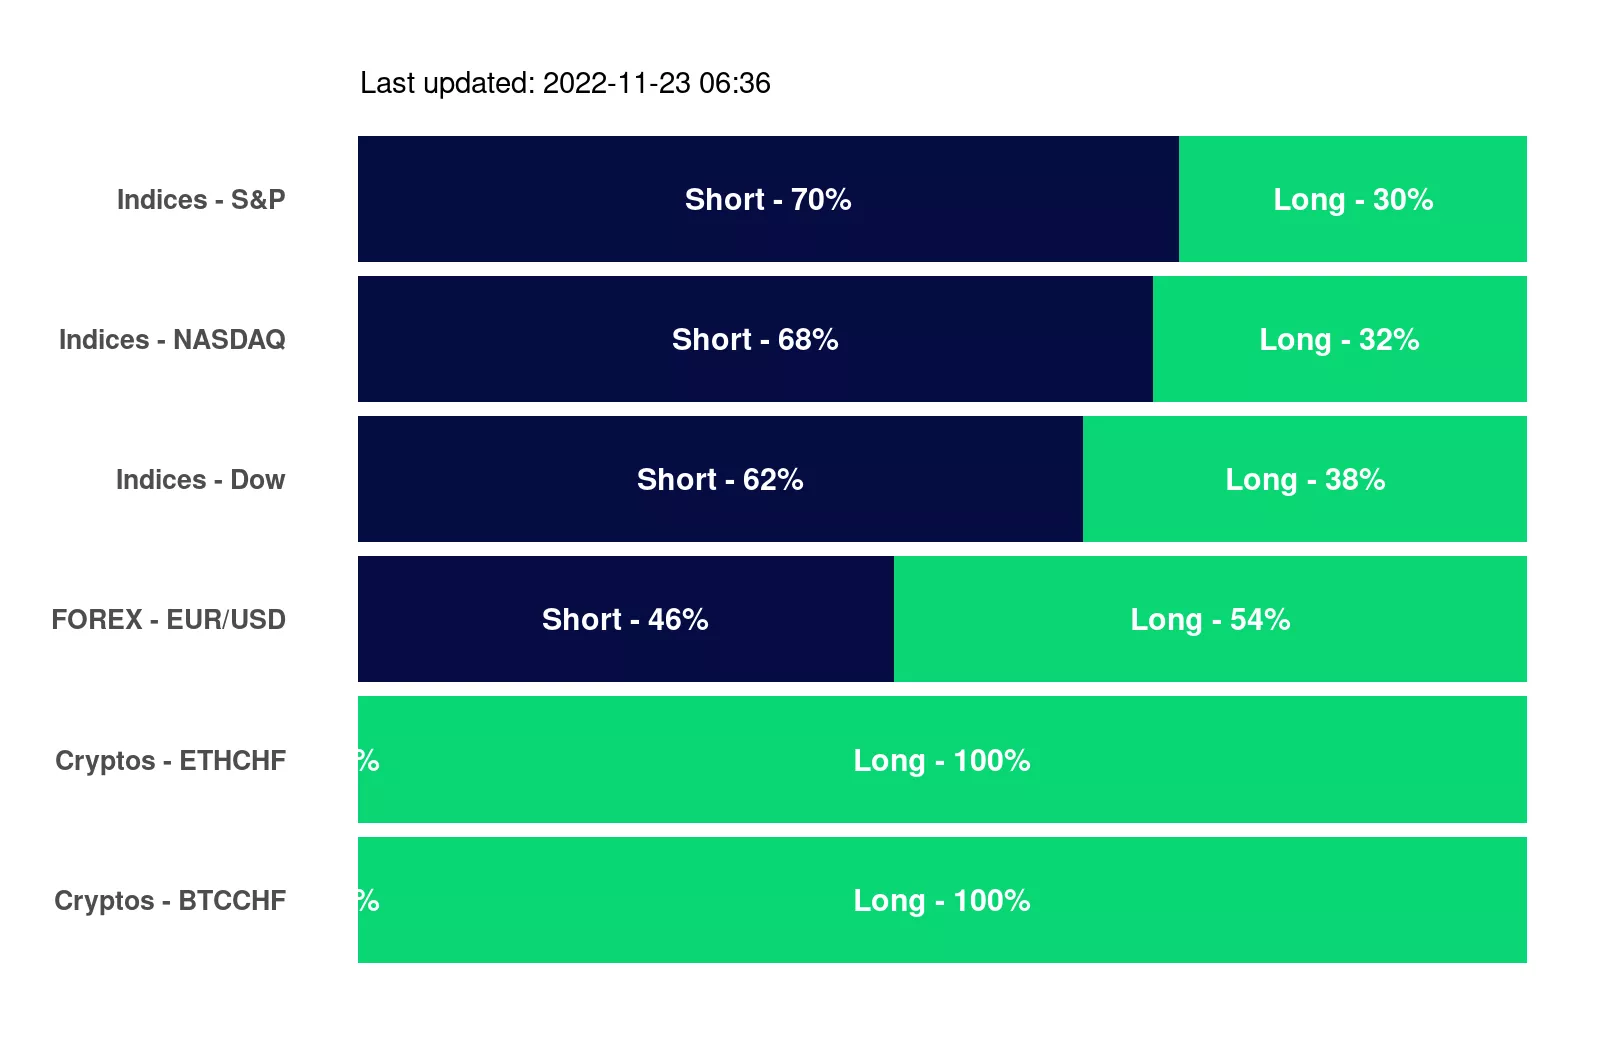 Last updated: 2022-11-23 06:36
Indices - S&P Short - 70% Long - 30%
Indices - NASDAQ Short - 68% Long - 32%
Indices - Dow Short - 62% Long - 38%
FOREX - EUR/USD Short - 46% Long - 54%
Cryptos - ETHCHF % Long - 100%
Cryptos - BTCCHF % Long - 100%